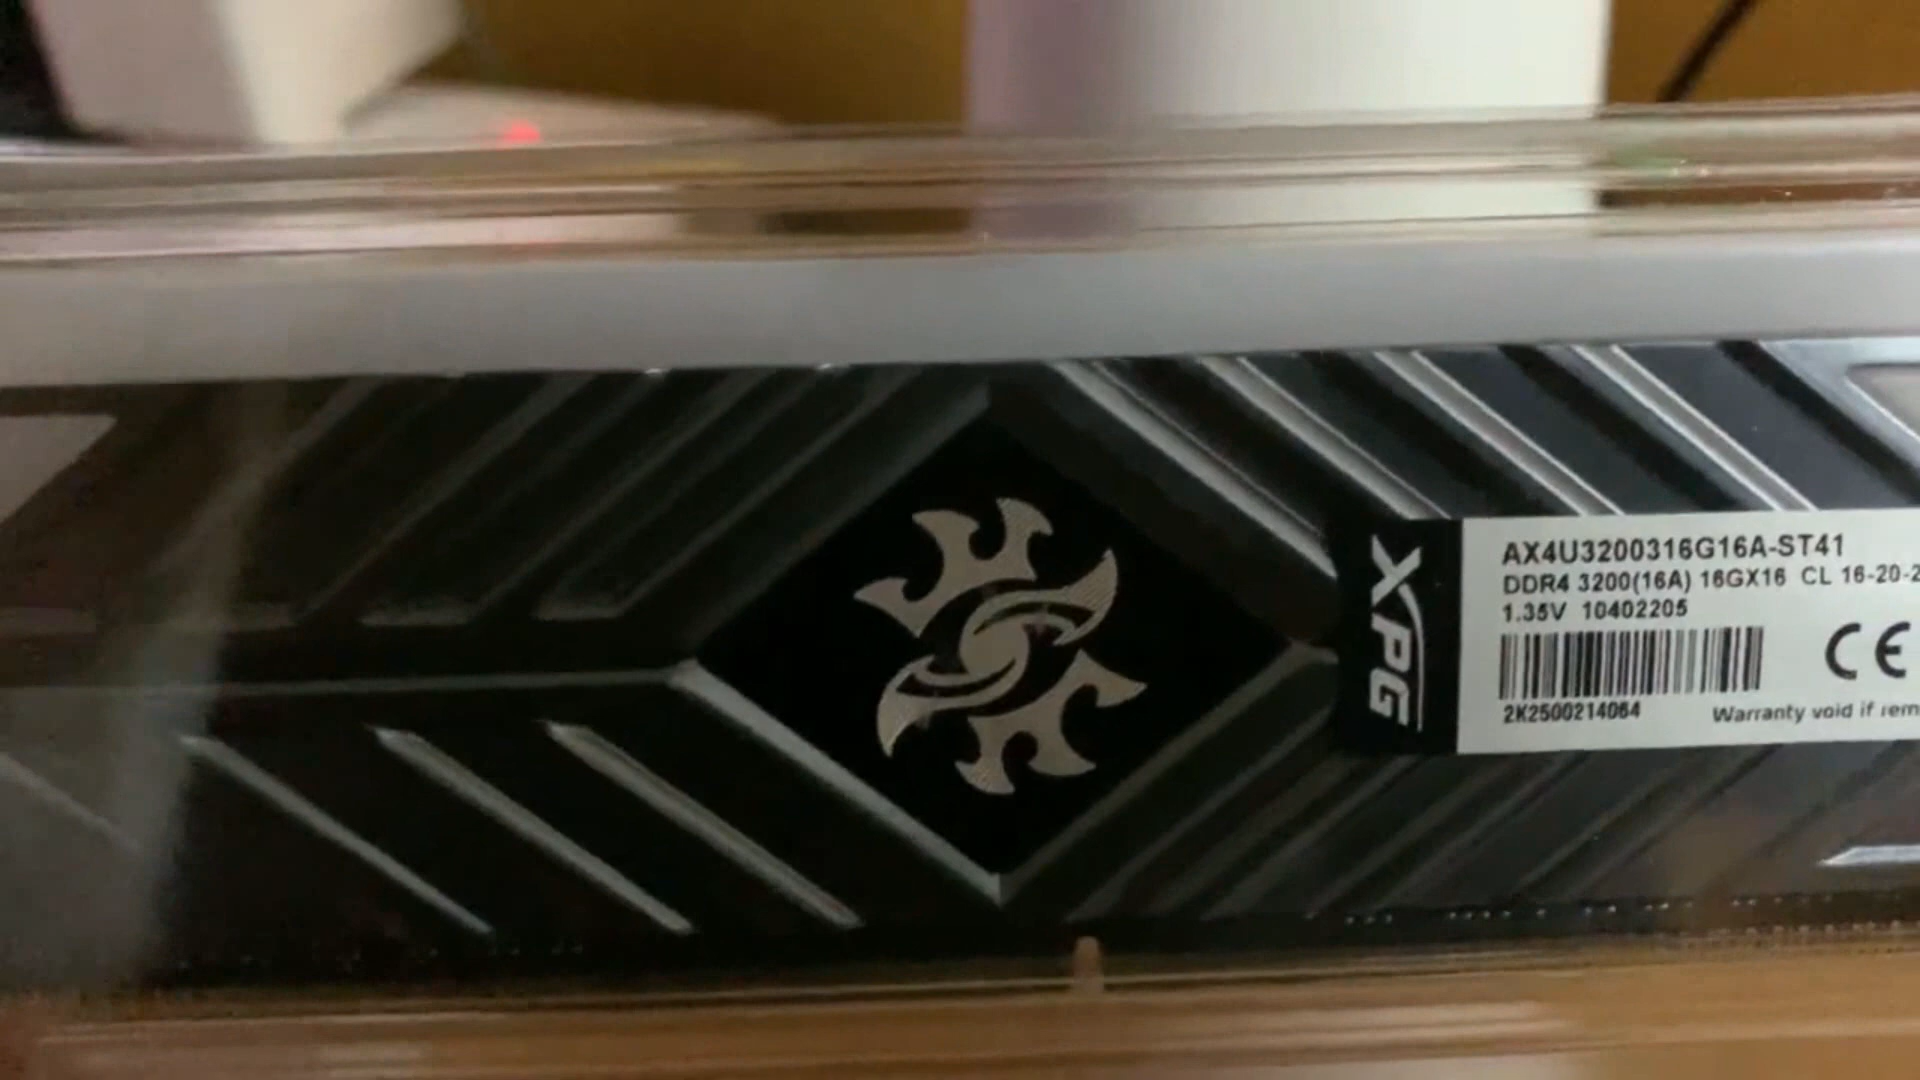 XPG
AX4U3200316G16A-ST41
DDR4 3200(16A) 16GX16 CL 16-20-2
1.35V 10402205
CE
2K2500214064
Warranty void if rem